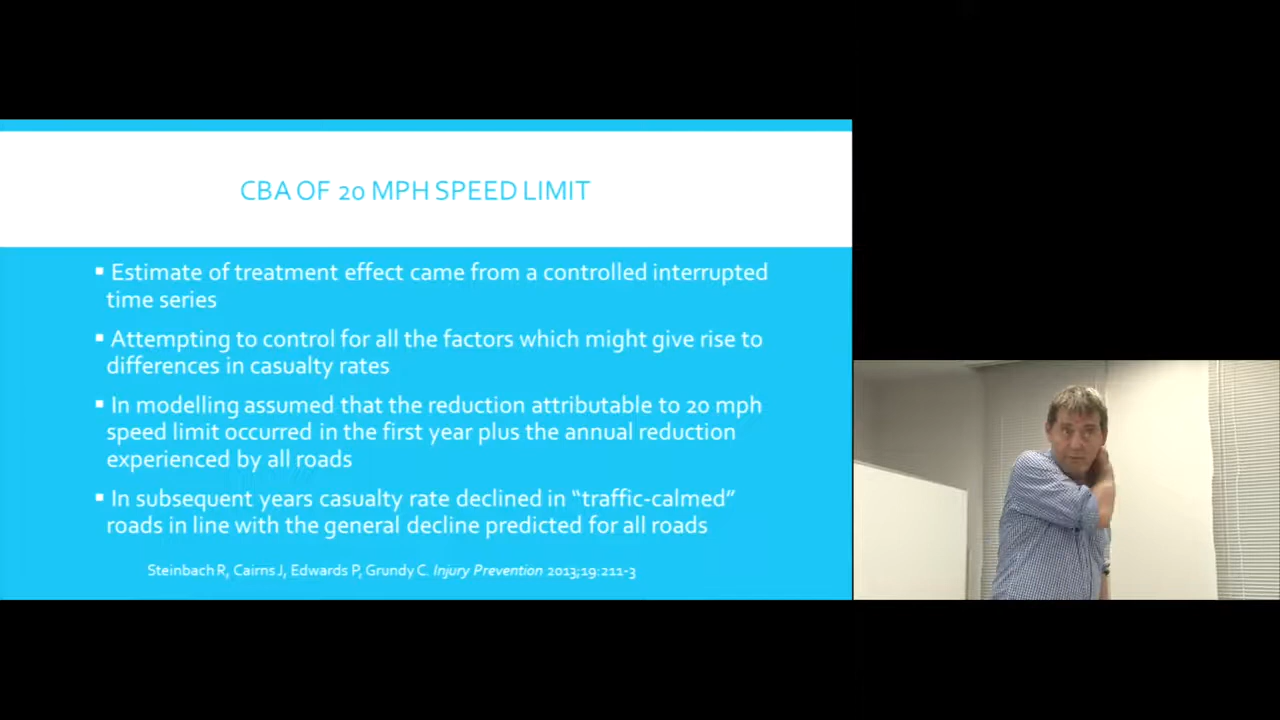 CBA OF 20 MPH SPEED LIMIT
▪ Estimate of treatment effect came from a controlled interrupted
time series
▪ Attempting to control for all the factors which might give rise to
differences in casualty rates
▪ In modelling assumed that the reduction attributable to 20 mph
speed limit occurred in the first year plus the annual reduction
experienced by all roads
▪ In subsequent years casualty rate declined in “traffic-calmed”
roads in line with the general decline predicted for all roads
Steinbach R, Cairns J, Edwards P, Grundy C. Injury Prevention 2013;19:211-3